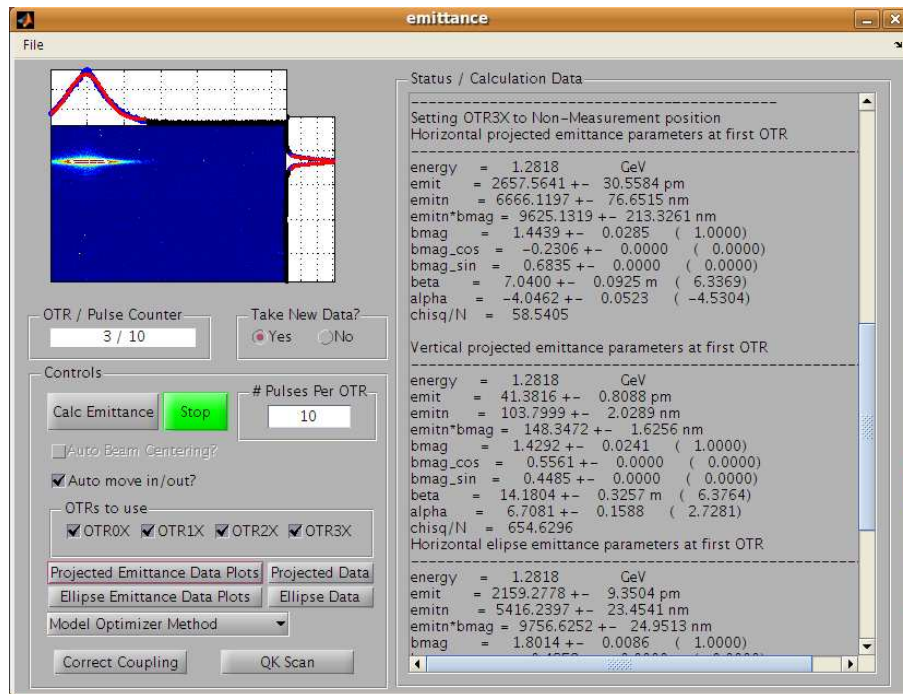 emittance
File
OTR / Pulse Counter
3 / 10
Take New Data?
Yes
No
Controls
Calc Emittance
Stop
# Pulses Per OTR
10
Auto Beam Centering?
Auto move in/out?
OTRs to use
OTR0X OTR1X OTR2X OTR3X
Projected Emittance Data Plots Projected Data
Ellipse Emittance Data Plots Ellipse Data
Model Optimizer Method
Correct Coupling QK Scan
Status / Calculation Data
Setting OTR3X to Non-Measurement position
Horizontal projected emittance parameters at first OTR
energy = 1.2818 GeV
emit = 2657.5641 +- 30.5584 pm
emitn = 6666.1197 +- 76.6515 nm
emitn*bmag = 9625.1319 +- 213.3261 nm
bmag = 1.4439 +- 0.0285 ( 1.0000)
bmag_cos = -0.2306 +- 0.0000 ( 0.0000)
bmag_sin = 0.6835 +- 0.0000 ( 0.0000)
beta = 7.0400 +- 0.0925 m ( 6.3369)
alpha = -4.0462 +- 0.0523 ( -4.5304)
chisq/N = 58.5405
Vertical projected emittance parameters at first OTR
energy = 1.2818 GeV
emit = 41.3816 +- 0.8088 pm
emitn = 103.7999 +- 2.0289 nm
emitn*bmag = 148.3472 +- 1.6256 nm
bmag = 1.4292 +- 0.0241 ( 1.0000)
bmag_cos = 0.5561 +- 0.0000 ( 0.0000)
bmag_sin = 0.4485 +- 0.0000 ( 0.0000)
beta = 14.1804 +- 0.3257 m ( 6.3764)
alpha = 6.7081 +- 0.1588 ( 2.7281)
chisq/N = 654.6296
Horizontal elipse emittance parameters at first OTR
energy = 1.2818 GeV
emit = 2159.2778 +- 9.3504 pm
emitn = 5416.2397 +- 23.4541 nm
emitn*bmag = 9756.6252 +- 24.9513 nm
bmag = 1.8014 +- 0.0086 ( 1.0000)